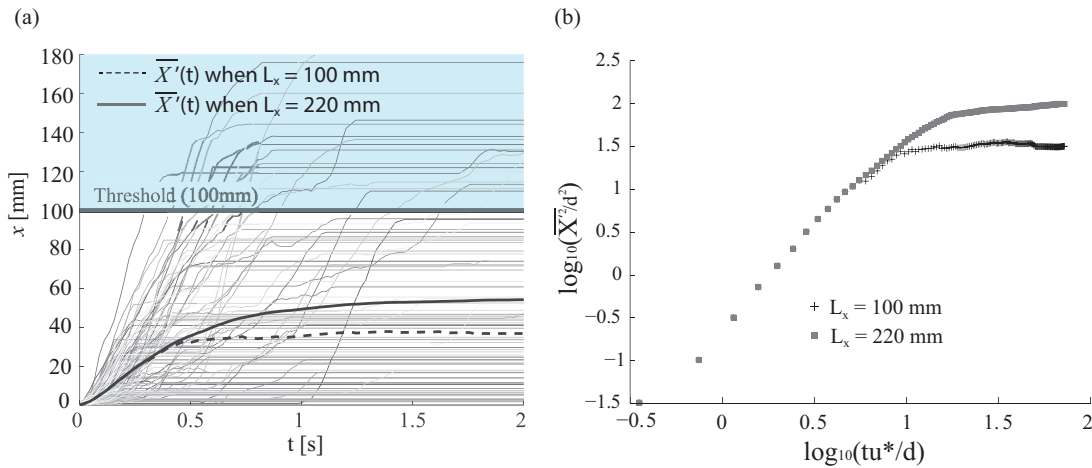 (a)
180
160
140
120
100
80
60
40
20
0
x [mm]
X̅'(t) when Lₓ = 100 mm
X̅'(t) when Lₓ = 220 mm
Threshold (100mm)
0
0.5
1
1.5
2
t [s]
(b)
2.5
2
1.5
1
0.5
0
−0.5
−1
−1.5
log₁₀(X̅'²/d²)
+ Lₓ = 100 mm
■ Lₓ = 220 mm
−0.5
0
0.5
1
1.5
2
log₁₀(tu*/d)